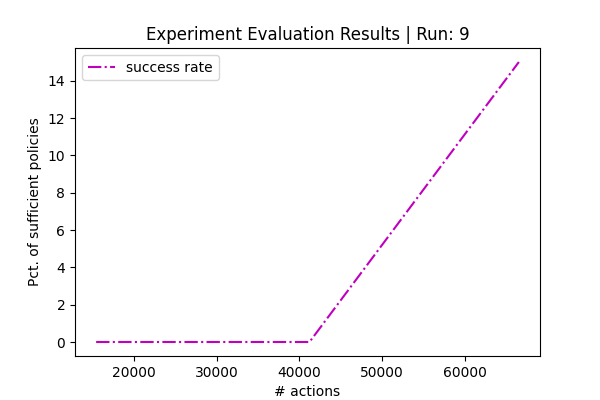 Experiment Evaluation Results | Run: 9
success rate
Pct. of sufficient policies
14
12
10
8
6
4
2
0
20000 30000 40000 50000 60000
# actions